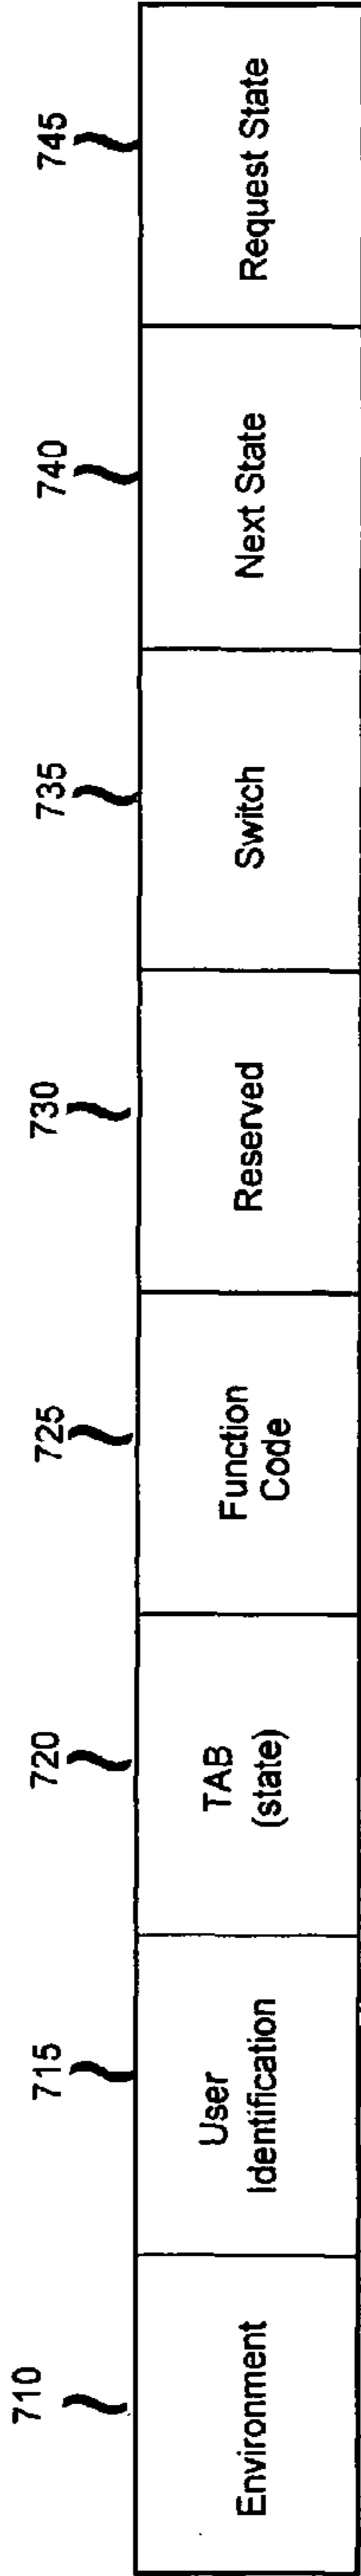 710
715
720
725
730
735
740
745
Environment
User
Identification
TAB
(state)
Function
Code
Reserved
Switch
Next State
Request State